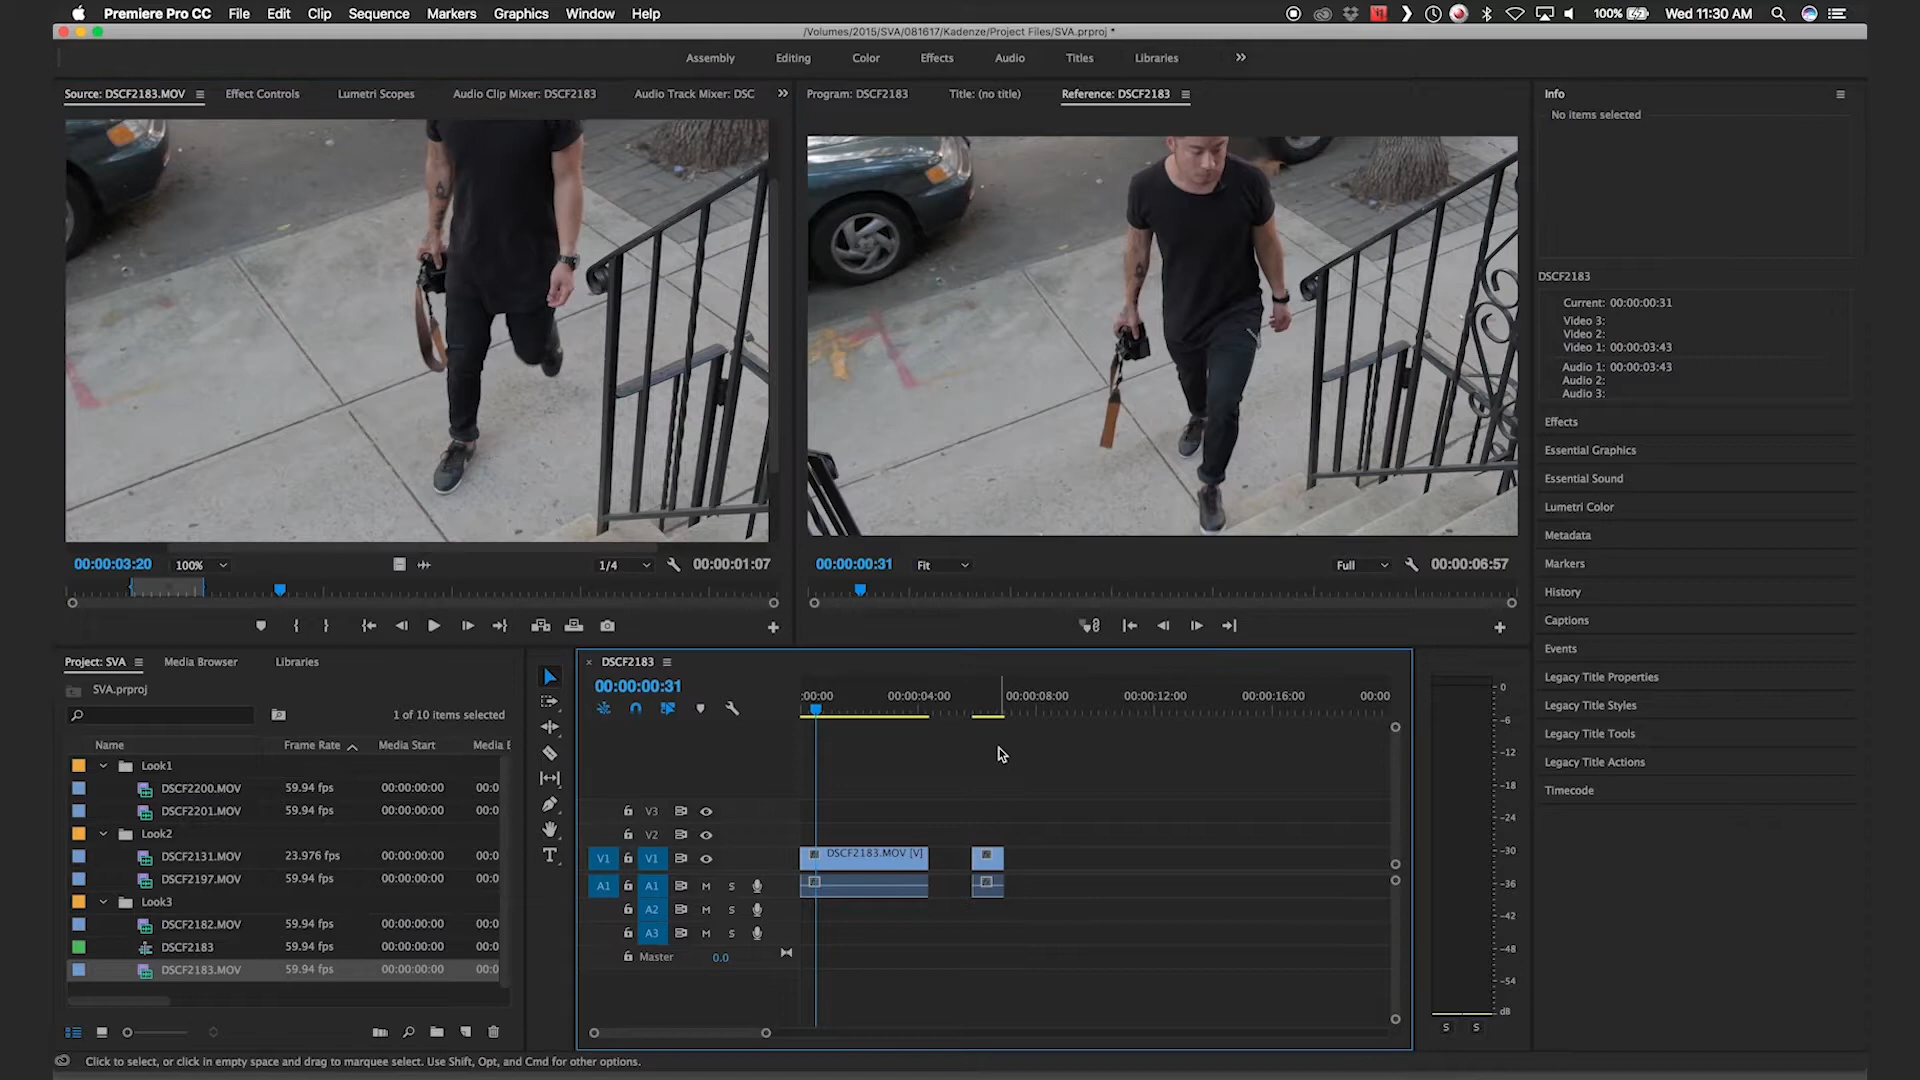 Premiere Pro CC File Edit Clip Sequence Markers Graphics Window Help 100% Wed 11:30 AM
/Volumes/2015/SVA/081617/Kadenze/Project Files/SVA.prproj *
Assembly Editing Color Effects Audio Titles Libraries
Source: DSCF2183.MOV Effect Controls Lumetri Scopes Audio Clip Mixer: DSCF2183 Audio Track Mixer: DSC
Program: DSCF2183 Title: (no title) Reference: DSCF2183
Info
No items selected
DSCF2183
Current: 00:00:00:31
Video 3:
Video 2:
Video 1: 00:00:03:43
Audio 1: 00:00:03:43
Audio 2:
Audio 3:
Effects
Essential Graphics
Essential Sound
Lumetri Color
Metadata
Markers
History
Captions
Events
Legacy Title Properties
Legacy Title Styles
Legacy Title Tools
Legacy Title Actions
Timecode
00:00:03:20 100% 1/4 00:00:01:07
00:00:00:31 Fit Full 00:00:06:57
Project: SVA Media Browser Libraries
SVA.prproj
1 of 10 items selected
Name Frame Rate Media Start Media E
Look1
DSCF2200.MOV 59.94 fps 00:00:00:00 00:0
DSCF2201.MOV 59.94 fps 00:00:00:00 00:0
Look2
DSCF2131.MOV 23.976 fps 00:00:00:00 00:0
DSCF2197.MOV 59.94 fps 00:00:00:00 00:0
Look3
DSCF2182.MOV 59.94 fps 00:00:00:00 00:0
DSCF2183 59.94 fps 00:00:00:00 00:0
DSCF2183.MOV 59.94 fps 00:00:00:00 00:0
T
DSCF2183
00:00:00:31
:00:00 00:00:04:00 00:00:08:00 00:00:12:00 00:00:16:00 00:00
V3
V2
V1 V1 DSCF2183.MOV [V]
A1 A1 M S
A2 M S
A3 M S
Master 0.0
0
-6
-12
-18
-24
-30
-36
-42
-48
-54
dB
S S
Click to select, or click in empty space and drag to marquee select. Use Shift, Opt, and Cmd for other options.